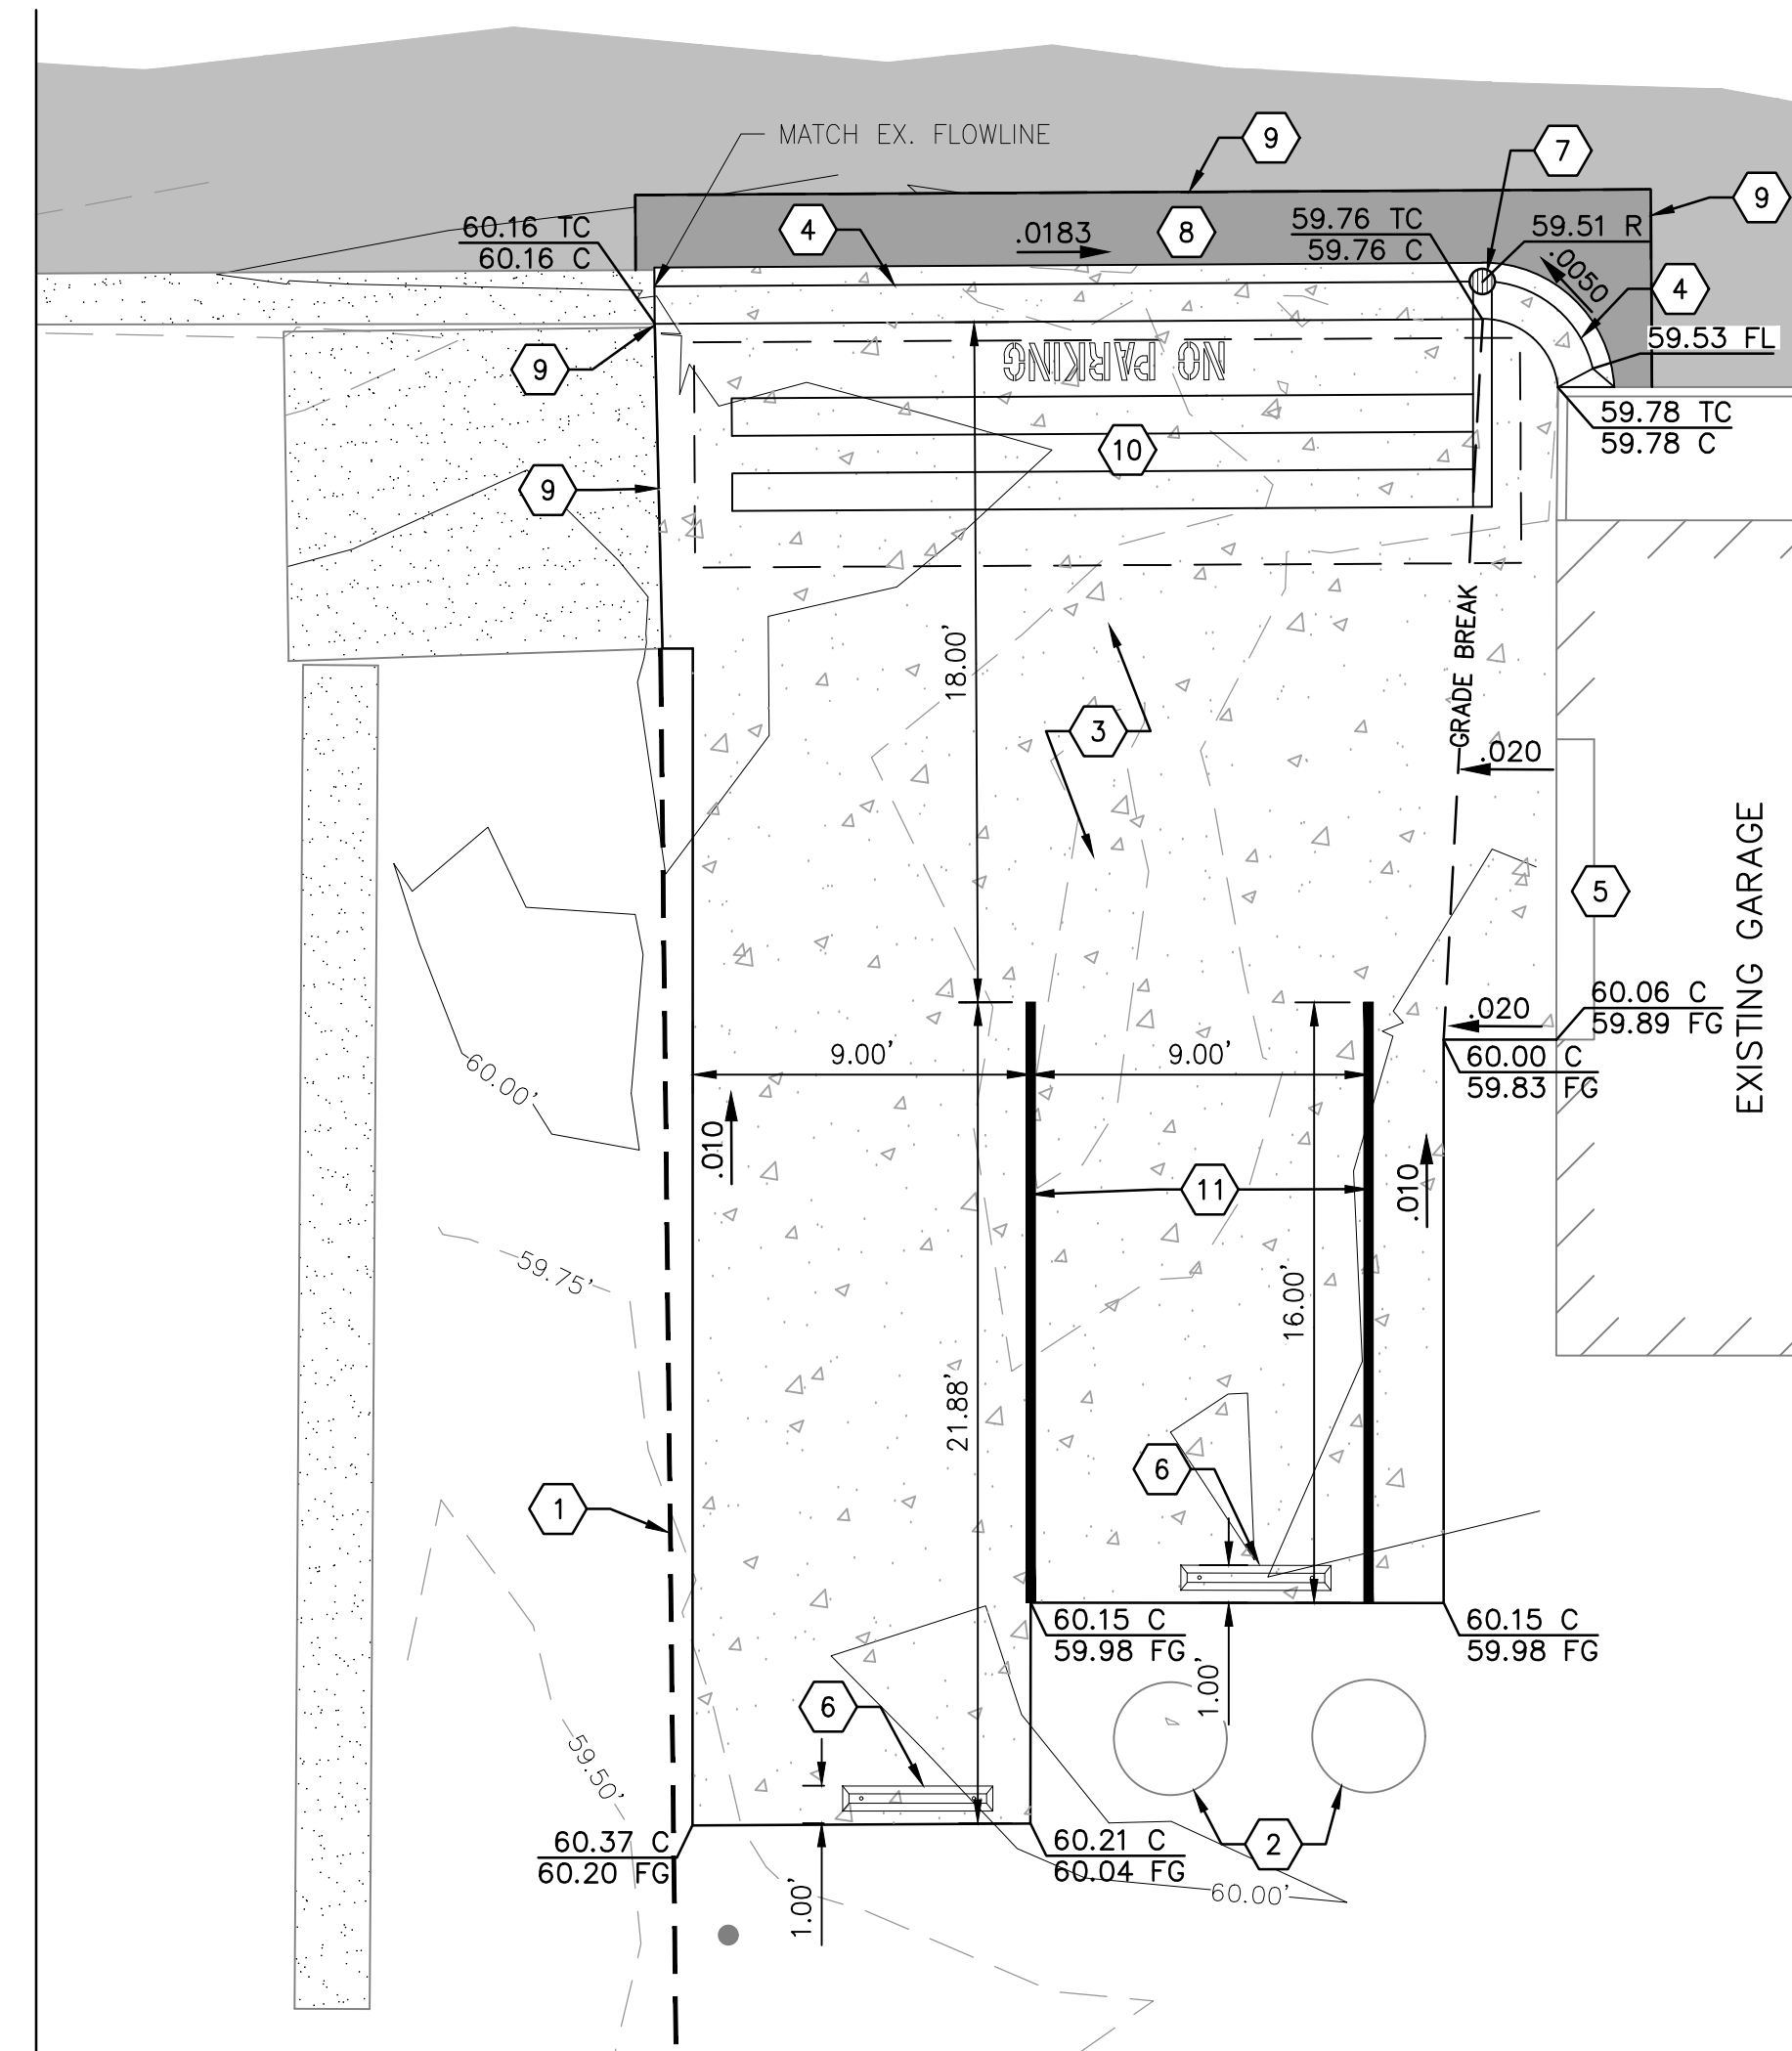 MATCH EX. FLOWLINE
9
7
9
60.16 TC
60.16 C
4
.0183
8
59.76 TC
59.76 C
59.51 R
.0050
4
59.53 FL
9
NO PARKING
59.78 TC
59.78 C
10
9
18.00'
GRADE BREAK
3
.020
5
EXISTING GARAGE
60.06 C
59.89 FG
.020
9.00'
9.00'
60.00 C
59.83 FG
60.00'
.010
11
.010
59.75'
16.00'
21.88'
6
1
60.15 C
59.98 FG
60.15 C
59.98 FG
1.00'
6
59.50'
60.37 C
60.20 FG
60.21 C
60.04 FG
2
60.00'
1.00'